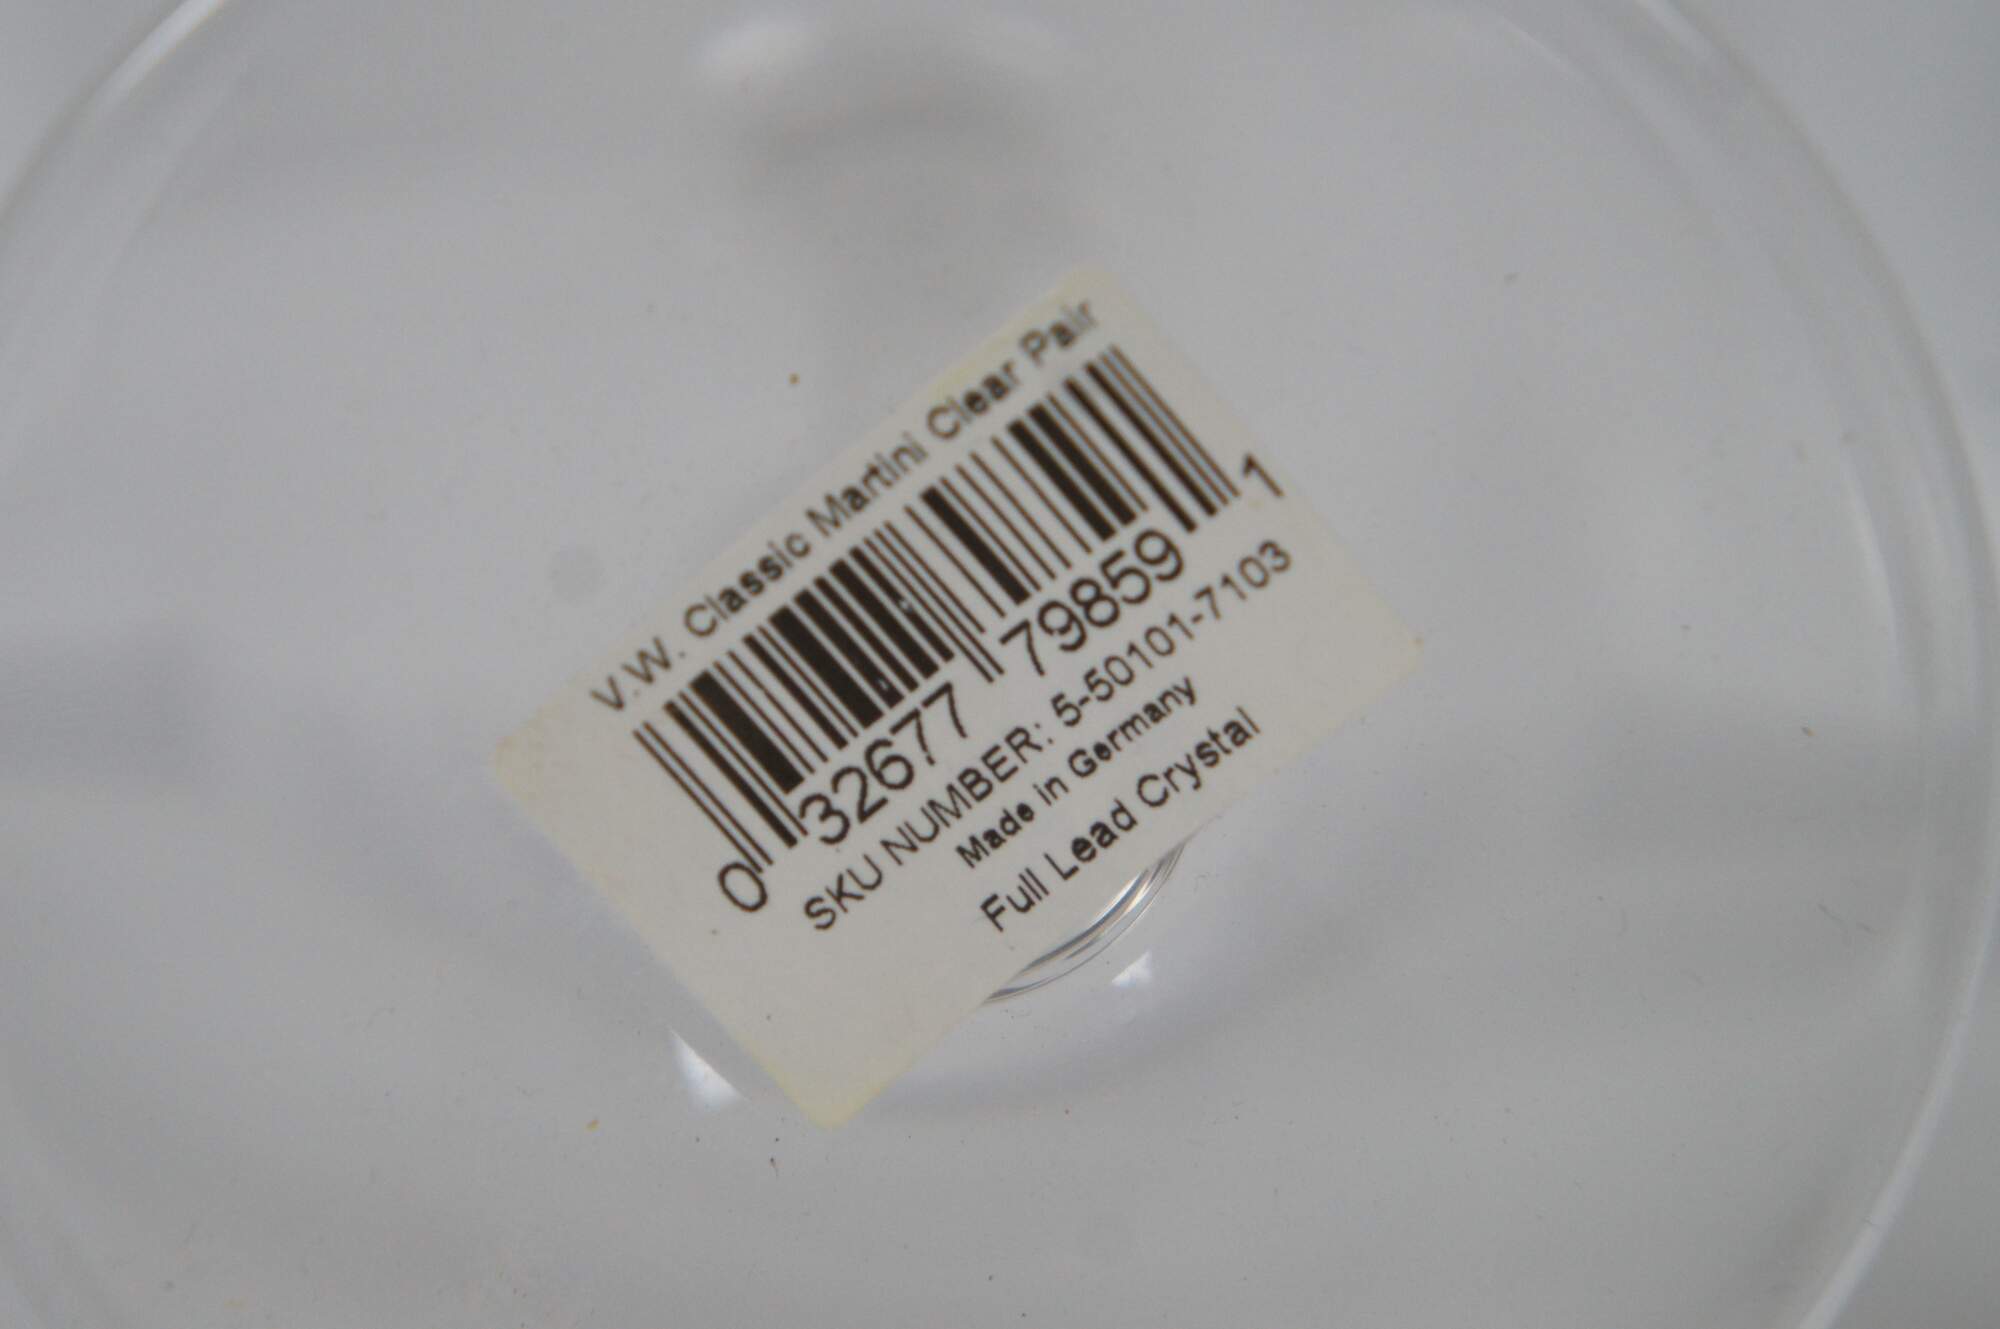 V.W. Classic Martini Clear Pair
0 32677 79859 1
SKU NUMBER: 5-50101-7103
Made in Germany
Full Lead Crystal